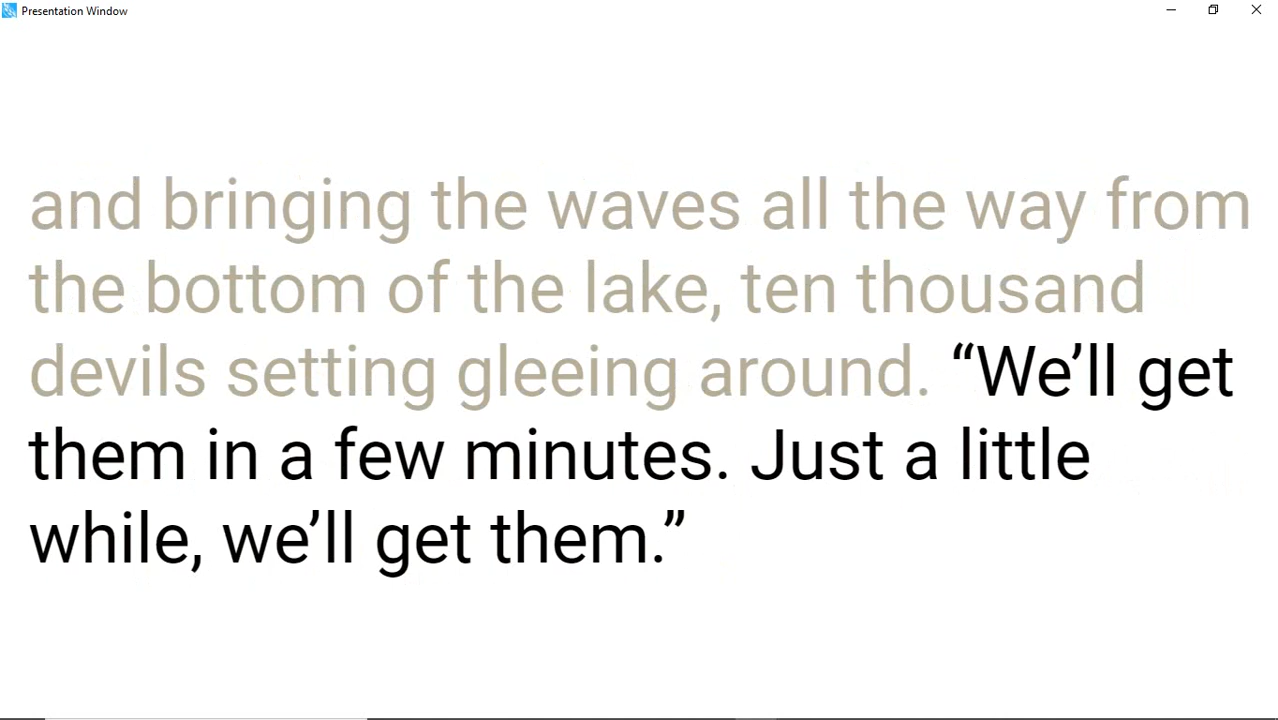 Presentation Window
and bringing the waves all the way from
the bottom of the lake, ten thousand
devils setting gleeing around. “We’ll get
them in a few minutes. Just a little
while, we’ll get them.”